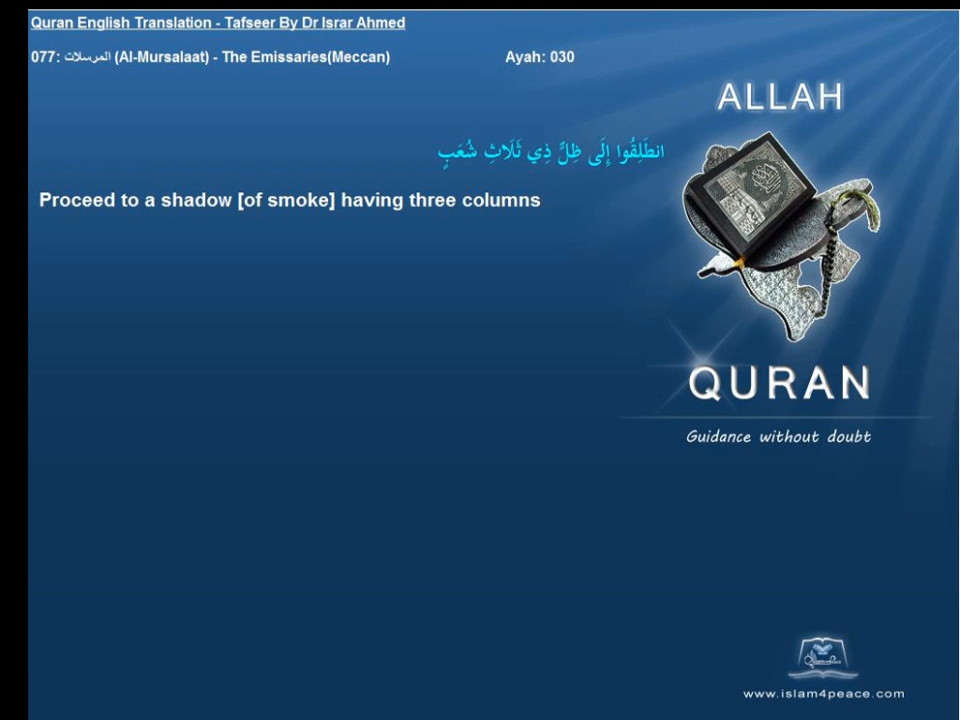 Quran English Translation - Tafseer By Dr Israr Ahmed
077: المرسلات (Al-Mursalaat) - The Emissaries(Meccan) Ayah: 030
ALLAH
انطَلِقُوا إِلَى ظِلٍّ ذِي ثَلَاثِ شُعَبٍ
Proceed to a shadow [of smoke] having three columns
QURAN
Guidance without doubt
www.islam4peace.com